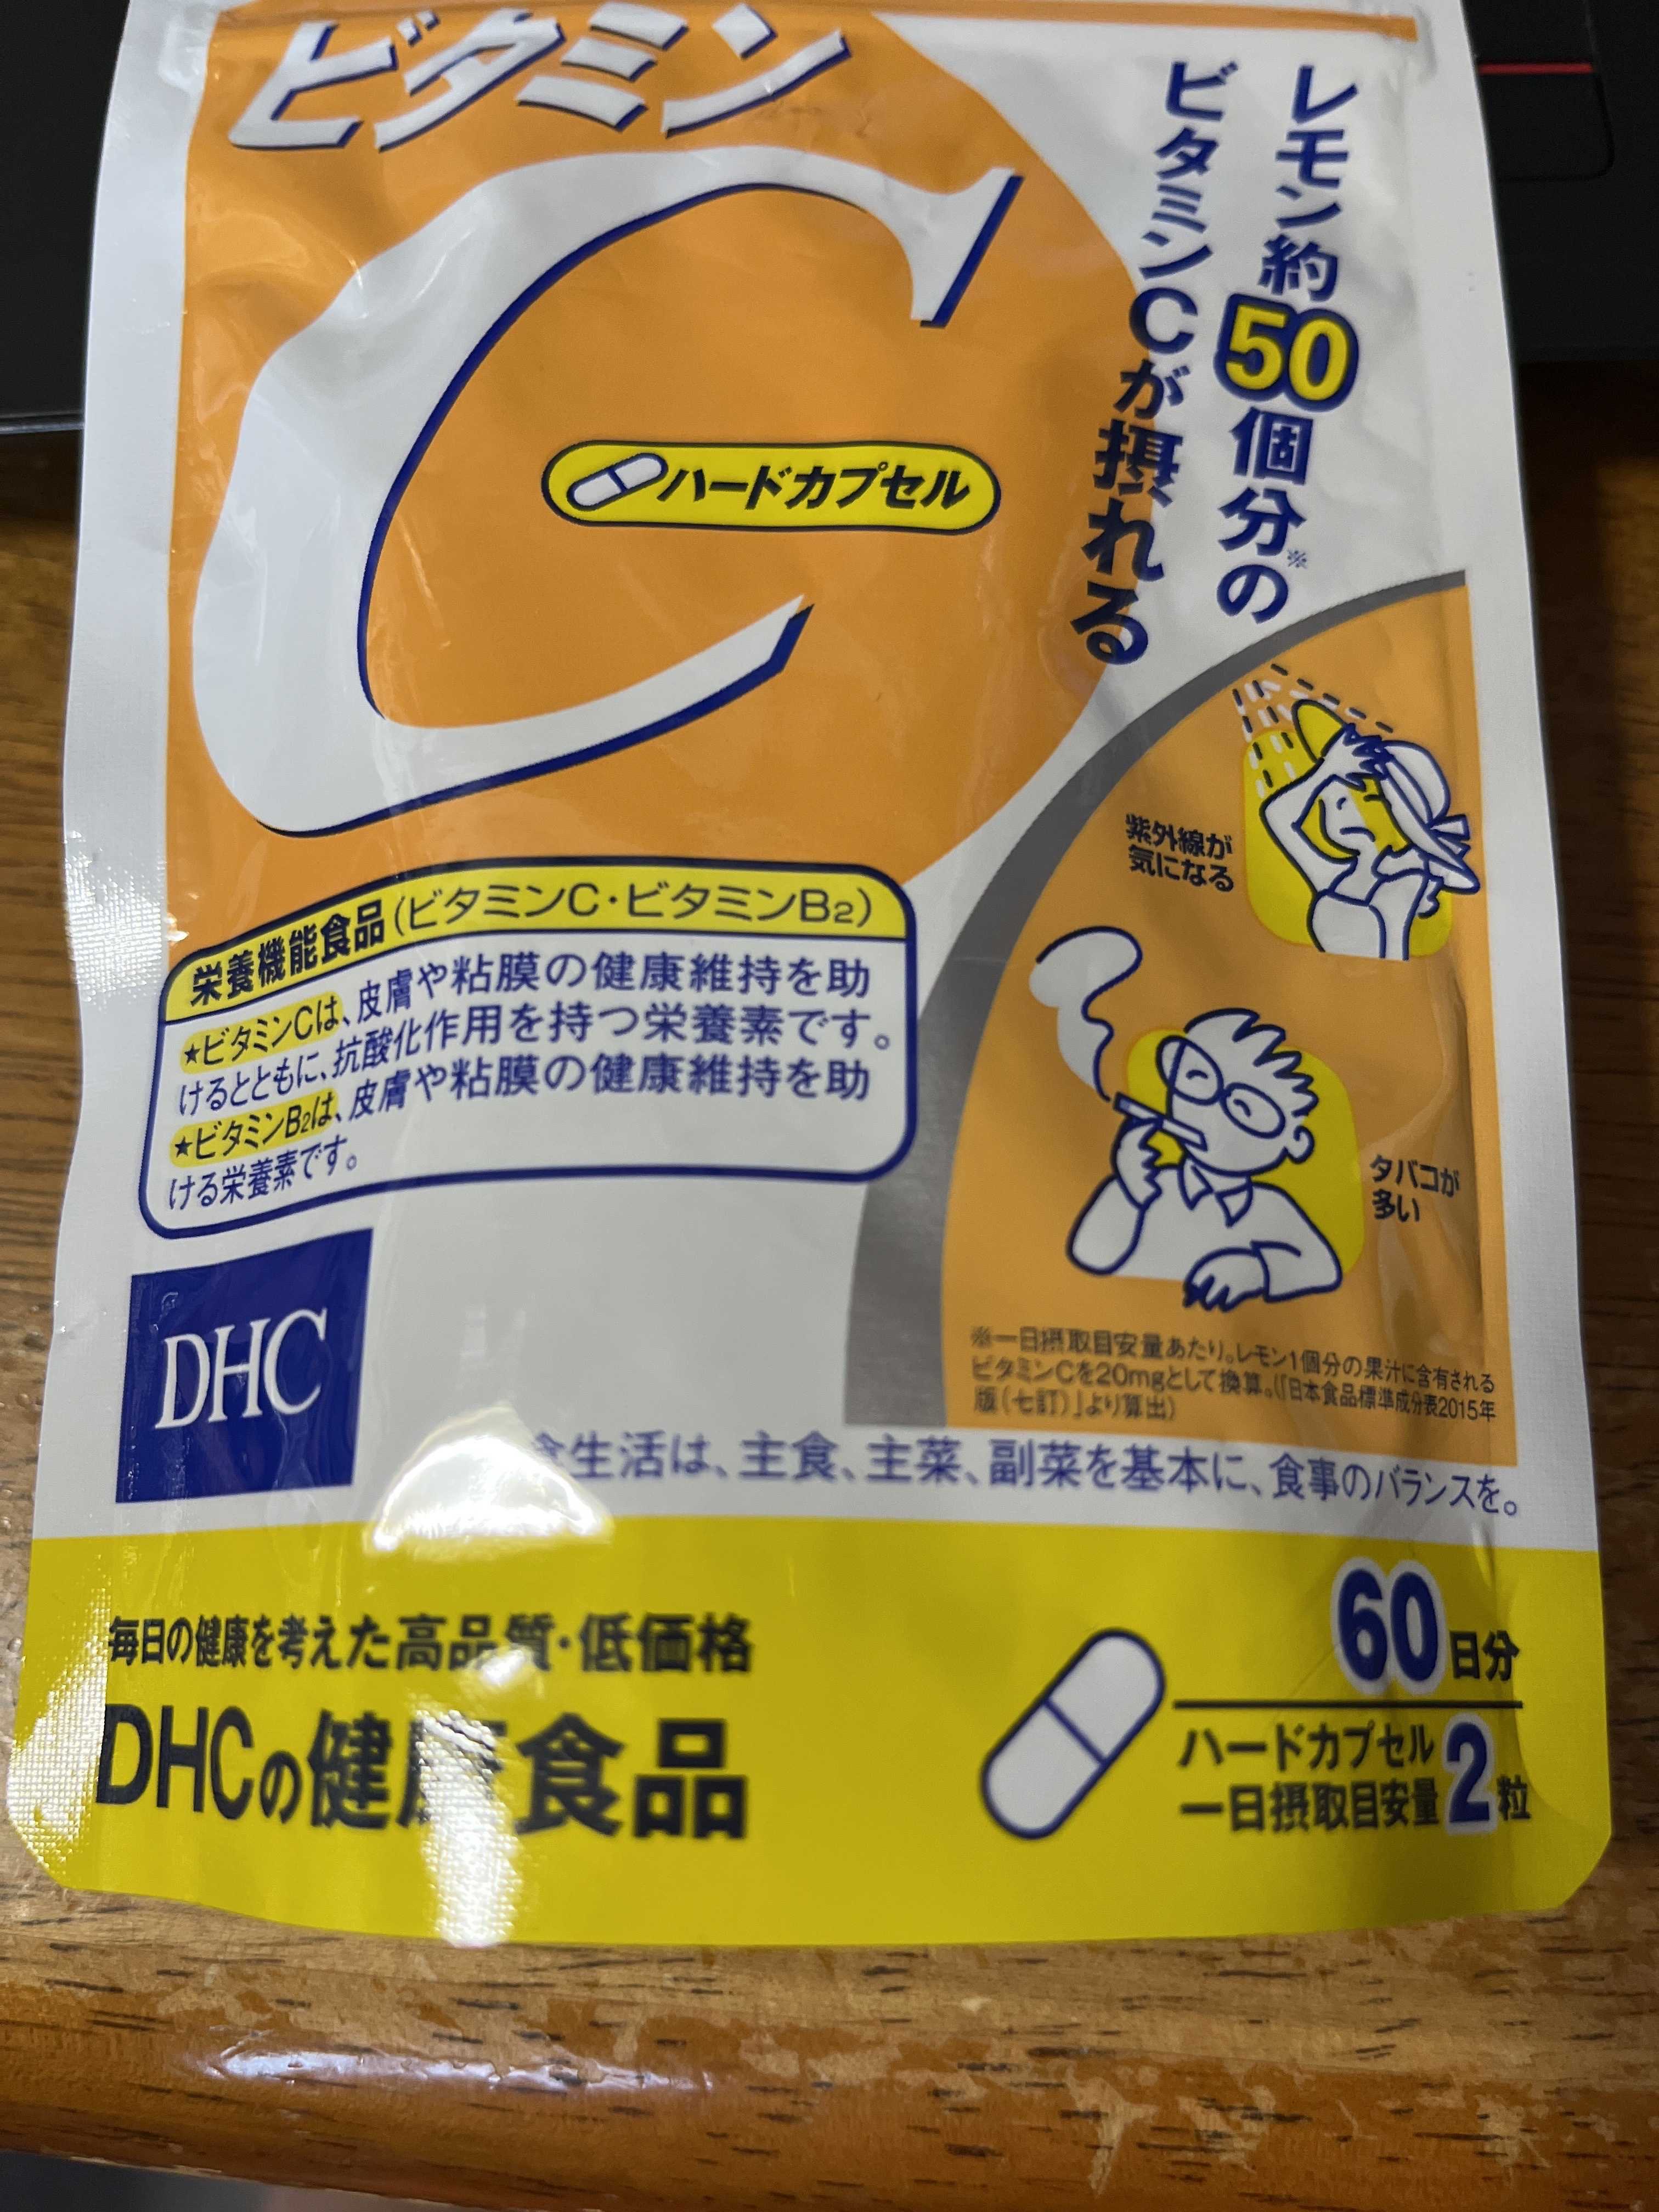 ビタミン
C
ハードカプセル
レモン約50個分※の
ビタミンCが摂れる
紫外線が
気になる
タバコが
多い
栄養機能食品(ビタミンC・ビタミンB2)
★ビタミンCは、皮膚や粘膜の健康維持を助
けるとともに、抗酸化作用を持つ栄養素です。
★ビタミンB2は、皮膚や粘膜の健康維持を助
ける栄養素です。
DHC
※一日摂取目安量あたり。レモン1個分の果汁に含有される
ビタミンCを20mgとして換算。(「日本食品標準成分表2015年
版(七訂)」より算出)
食生活は、主食、主菜、副菜を基本に、食事のバランスを。
毎日の健康を考えた高品質・低価格
DHCの健康食品
60日分
ハードカプセル
一日摂取目安量2粒